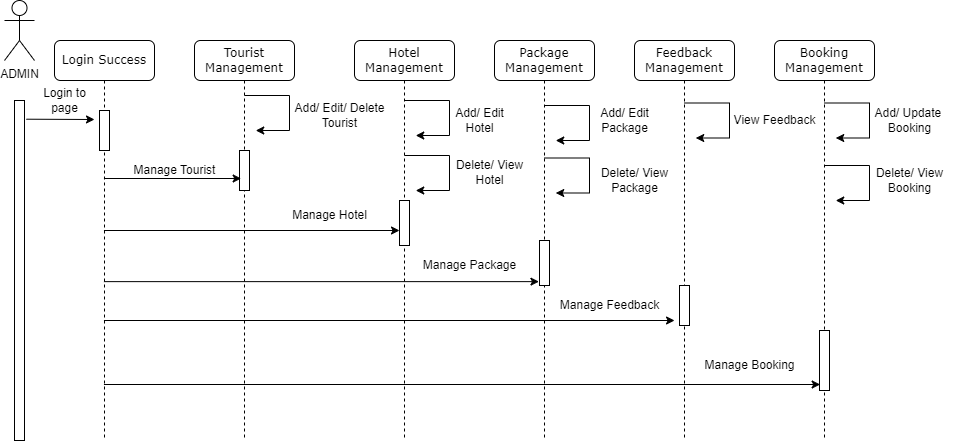 ADMIN
Login Success
Tourist
Management
Hotel
Management
Package
Management
Feedback
Management
Booking
Management
Login to
page
Add/ Edit/ Delete
Tourist
Add/ Edit
Hotel
Add/ Edit
Package
View Feedback
Add/ Update
Booking
Manage Tourist
Delete/ View
Hotel
Delete/ View
Package
Delete/ View
Booking
Manage Hotel
Manage Package
Manage Feedback
Manage Booking